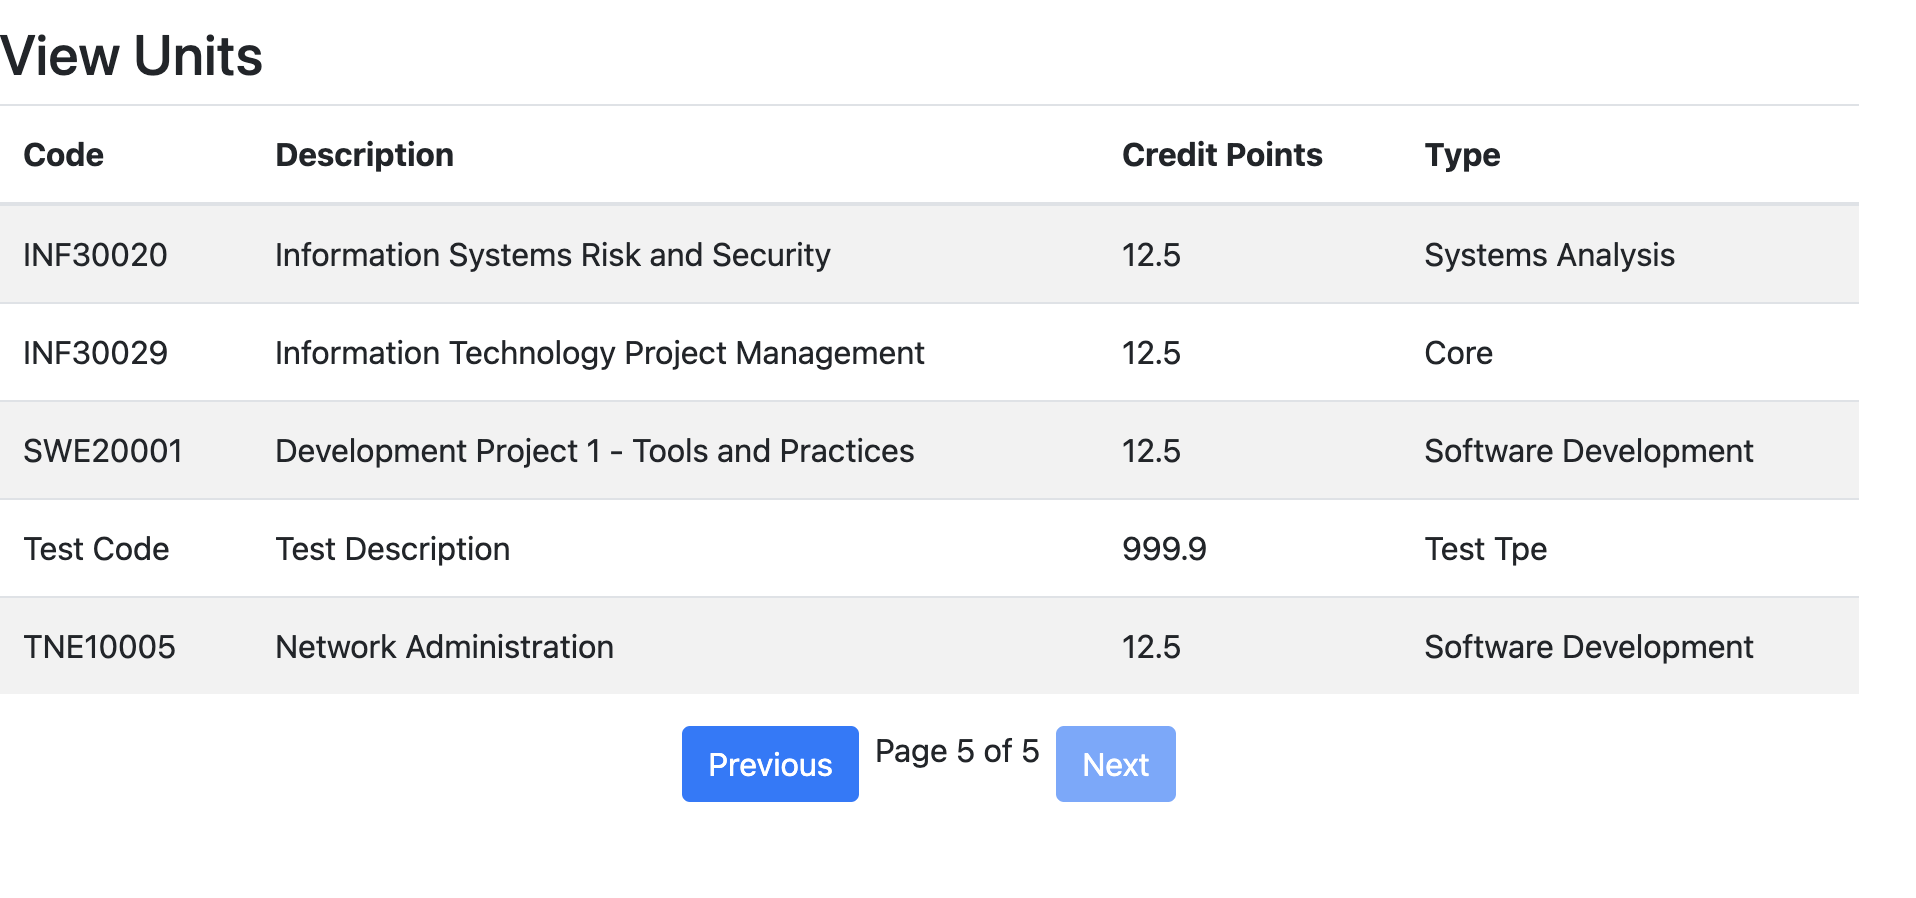 View Units
Code Description Credit Points Type
INF30020 Information Systems Risk and Security 12.5 Systems Analysis
INF30029 Information Technology Project Management 12.5 Core
SWE20001 Development Project 1 - Tools and Practices 12.5 Software Development
Test Code Test Description 999.9 Test Tpe
TNE10005 Network Administration 12.5 Software Development
Previous Page 5 of 5 Next